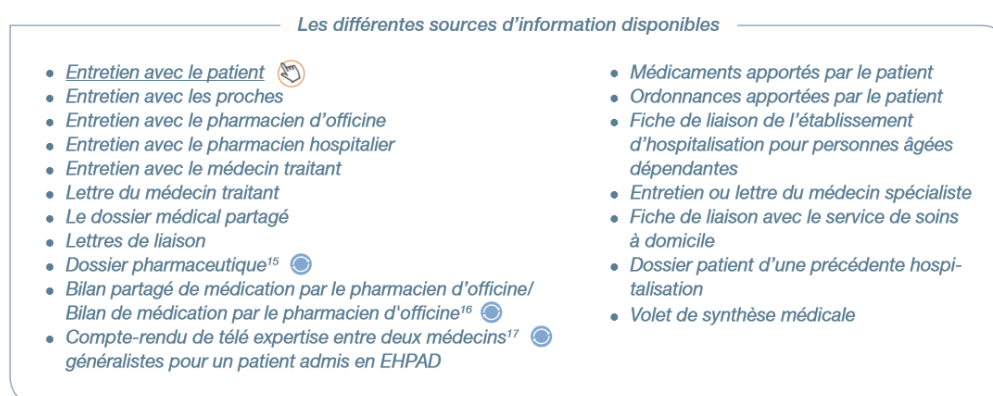 Les différentes sources d’information disponibles
• Entretien avec le patient
• Entretien avec les proches
• Entretien avec le pharmacien d’officine
• Entretien avec le pharmacien hospitalier
• Entretien avec le médecin traitant
• Lettre du médecin traitant
• Le dossier médical partagé
• Lettres de liaison
• Dossier pharmaceutique¹⁵
• Bilan partagé de médication par le pharmacien d’officine/
Bilan de médication par le pharmacien d'officine¹⁶
• Compte-rendu de télé expertise entre deux médecins¹⁷
généralistes pour un patient admis en EHPAD
• Médicaments apportés par le patient
• Ordonnances apportées par le patient
• Fiche de liaison de l’établissement
d’hospitalisation pour personnes âgées
dépendantes
• Entretien ou lettre du médecin spécialiste
• Fiche de liaison avec le service de soins
à domicile
• Dossier patient d’une précédente hospi-
talisation
• Volet de synthèse médicale